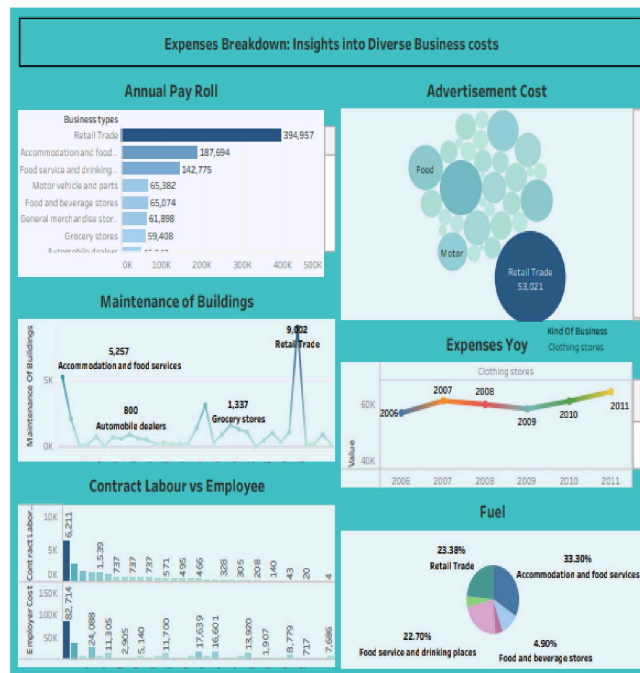 Expenses Breakdown: Insights into Diverse Business costs
Annual Pay Roll
Business types
Retail Trade
394,957
Accommodation and food ..
187,694
Food service and drinking ..
142,775
Motor vehicle and parts
65,382
Food and beverage stores
65,074
General merchandise stor..
61,898
Grocery stores
59,408
Automobile dealers
0K 100K 200K 300K 400K 500K
Advertisement Cost
Food
Motor
Retail Trade
53,021
Maintenance of Buildings
Maintenance Of Buildings
5K
0K
5,257
Accommodation and food services
800
Automobile dealers
1,337
Grocery stores
9,002
Retail Trade
Kind Of Business
Clothing stores
Expenses Yoy
Clothing stores
Value
60K
40K
2006
2007
2008
2009
2010
2011
2006 2007 2008 2009 2010 2011
Contract Labour vs Employee
Contract Labor..
10K
5K
0K
6,211
1,539
737
737
737
571
495
466
328
305
208
140
43
20
4
Employer Cost
150K
100K
50K
0K
82,714
24,088
11,305
2,905
5,140
11,700
17,639
16,601
13,920
1,907
8,779
717
7,686
Fuel
23.38%
Retail Trade
33.30%
Accommodation and food services
22.70%
Food service and drinking places
4.90%
Food and beverage stores